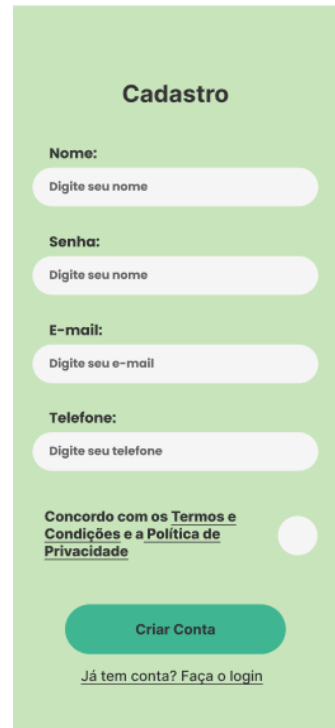 Cadastro
Nome:
Digite seu nome
Senha:
Digite seu nome
E-mail:
Digite seu e-mail
Telefone:
Digite seu telefone
Concordo com os Termos e
Condições e a Política de
Privacidade
Criar Conta
Já tem conta? Faça o login